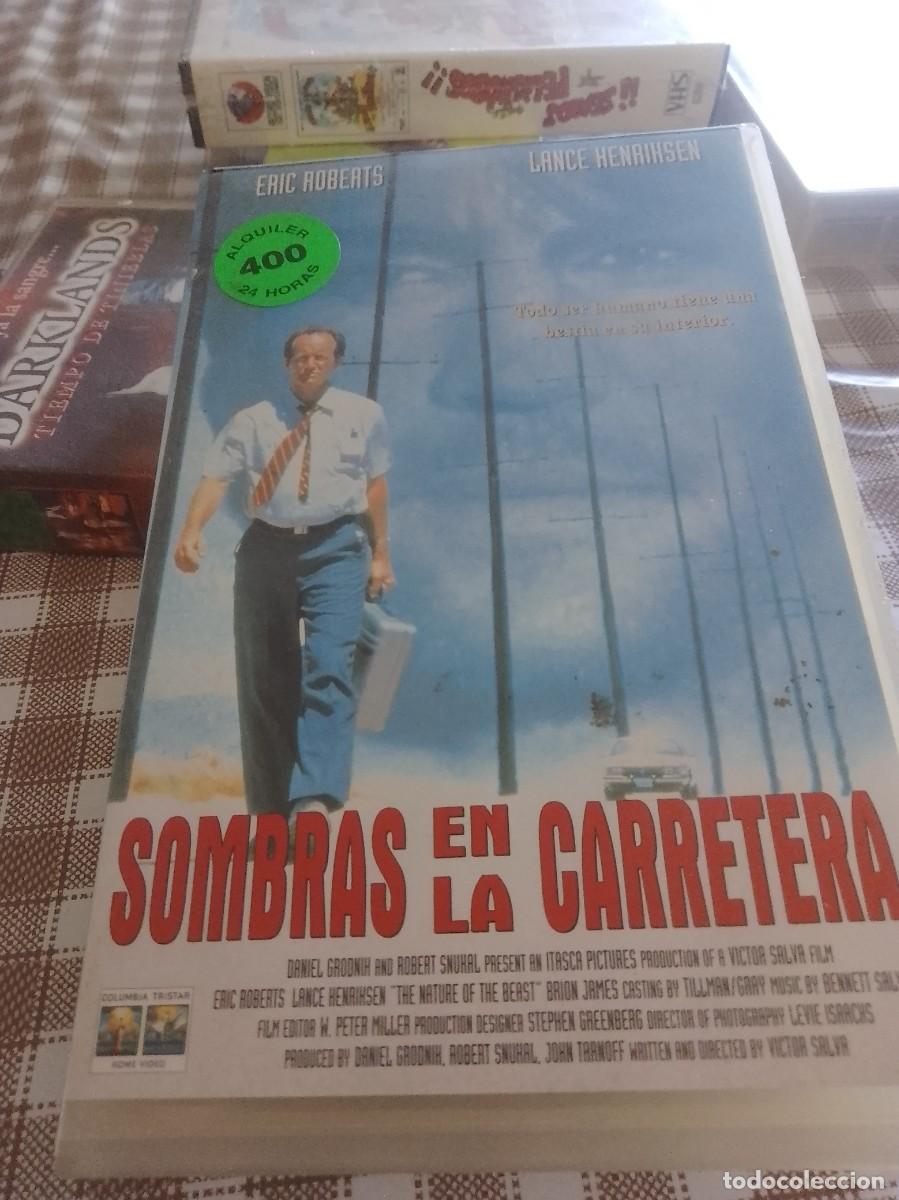 VHS
ERIC ROBERTS
LANCE HENRIKSEN
ALQUILER
400
24 HORAS
Todo ser humano tiene una
bestia en su interior.
ya la sangre...
DARKLANDS
TIEMPO DE TINIEBLAS
SOMBRAS EN LA CARRETERA
DANIEL GRODNIK AND ROBERT SNUKAL PRESENT AN ITASCA PICTURES PRODUCTION OF A VICTOR SALVA FILM
ERIC ROBERTS LANCE HENRIKSEN "THE NATURE OF THE BEAST" BRION JAMES CASTING BY TILLMAN/GRAY MUSIC BY BENNETT SAL
FILM EDITOR W. PETER MILLER PRODUCTION DESIGNER STEPHEN GREENBERG DIRECTOR OF PHOTOGRAPHY LEVIE ISAACKS
PRODUCED BY DANIEL GRODNIK, ROBERT SNUKAL, JOHN TARNOFF WRITTEN AND DIRECTED BY VICTOR SALVA
COLUMBIA TRISTAR
HOME VIDEO
todocoleccion